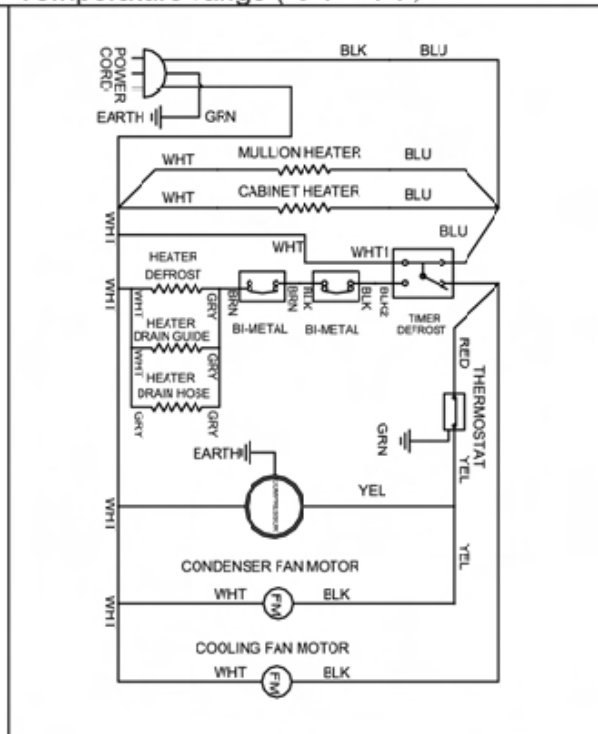 BLK BLU
POWER
CORD
EARTH GRN
WHT MULLION HEATER BLU
WHT CABINET HEATER BLU
WHT
BLU
WHT WHT1
HEATER
DEFROST
WHT
WHT
GRY
BRN
BRN
BLK
BLK
BLK2
TIMER
DEFROST
BI-METAL BI-METAL
HEATER
DRAIN GUIDE
WHT
GRY
HEATER
DRAIN HOSE
GRY
GRY
RED
THERMOSTAT
GRN
YEL
EARTH
COMPRESSOR
YEL
WHT
YEL
CONDENSER FAN MOTOR
WHT FM BLK
WHT
COOLING FAN MOTOR
WHT FM BLK